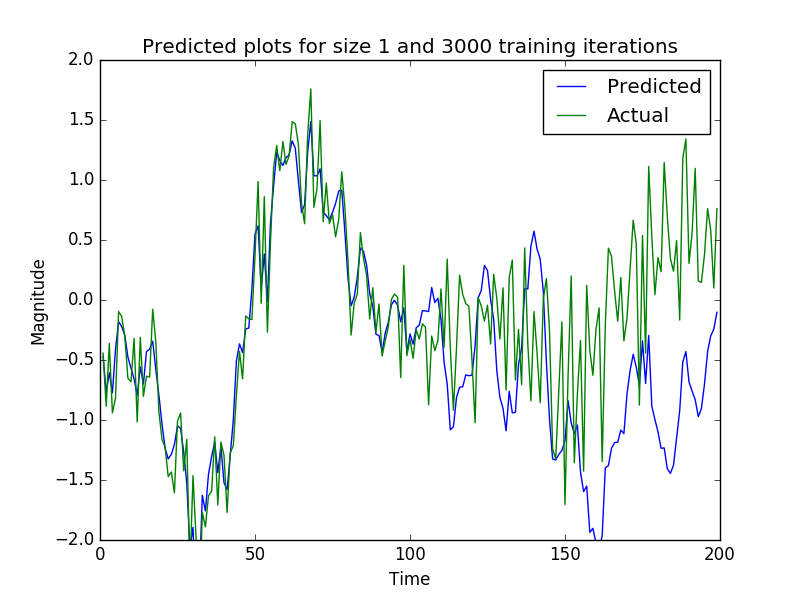 Predicted plots for size 1 and 3000 training iterations
2.0
1.5
1.0
0.5
0.0
−0.5
−1.0
−1.5
−2.0
Magnitude
Predicted
Actual
0 50 100 150 200
Time